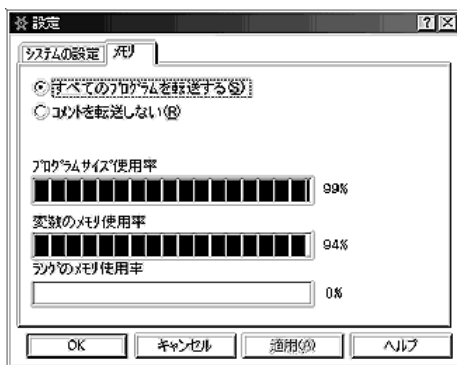 設定
システムの設定 メモリ
すべてのプログラムを転送する(S)
コメントを転送しない(R)
プログラムサイズ使用率
99%
変数のメモリ使用率
94%
ラングのメモリ使用率
0%
OK キャンセル 適用(A) ヘルプ